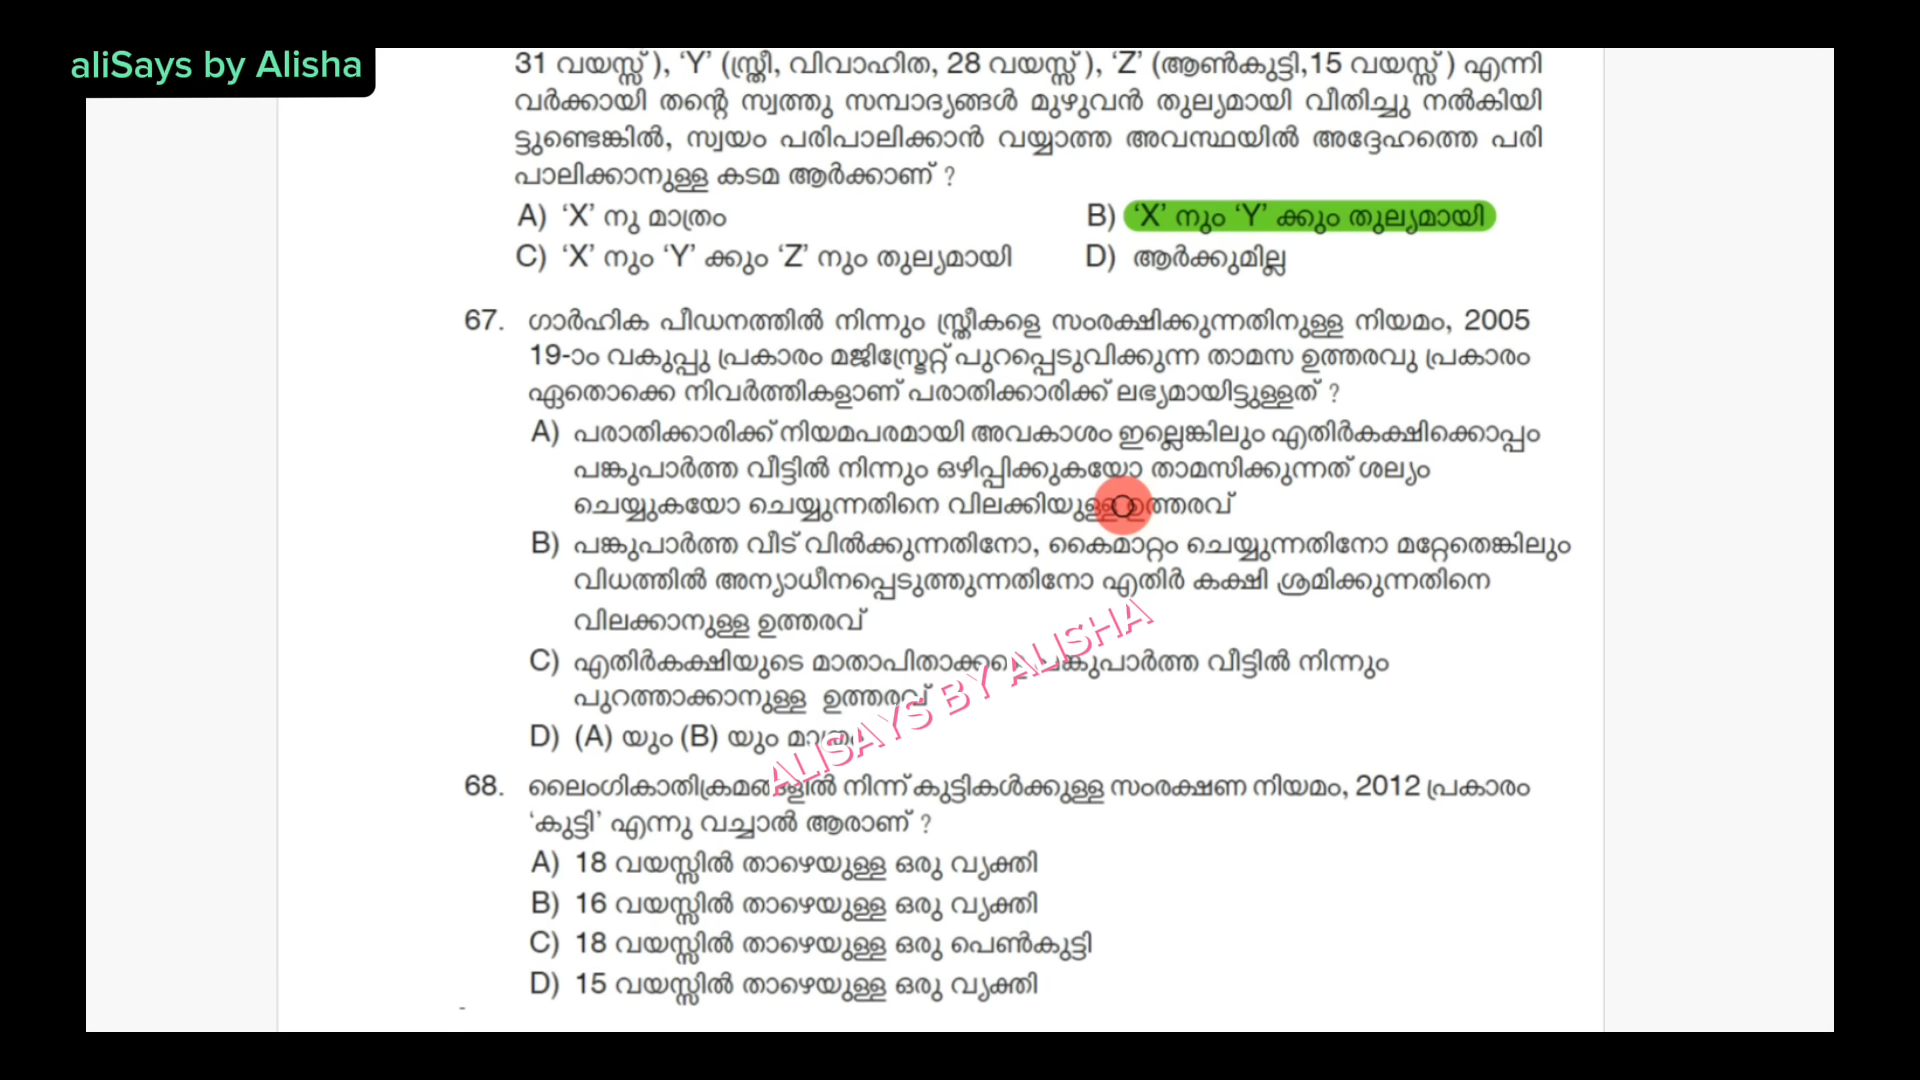 aliSays by Alisha
31 വയസ്സ്), ‘Y’ (സ്ത്രീ, വിവാഹിത, 28 വയസ്സ്), ‘Z’ (ആൺകുട്ടി,15 വയസ്സ്) എന്നി
വർക്കായി തന്റെ സ്വത്തു സമ്പാദ്യങ്ങൾ മുഴുവൻ തുല്യമായി വീതിച്ചു നൽകിയി
ട്ടുണ്ടെങ്കിൽ, സ്വയം പരിപാലിക്കാൻ വയ്യാത്ത അവസ്ഥയിൽ അദ്ദേഹത്തെ പരി
പാലിക്കാനുള്ള കടമ ആർക്കാണ് ?
A) ‘X’ നു മാത്രം B) ‘X’ നും ‘Y’ ക്കും തുല്യമായി
C) ‘X’ നും ‘Y’ ക്കും ‘Z’ നും തുല്യമായി D) ആർക്കുമില്ല
67. ഗാർഹിക പീഡനത്തിൽ നിന്നും സ്ത്രീകളെ സംരക്ഷിക്കുന്നതിനുള്ള നിയമം, 2005
19-ാം വകുപ്പു പ്രകാരം മജിസ്ട്രേറ്റ് പുറപ്പെടുവിക്കുന്ന താമസ ഉത്തരവു പ്രകാരം
ഏതൊക്കെ നിവർത്തികളാണ് പരാതിക്കാരിക്ക് ലഭ്യമായിട്ടുള്ളത് ?
A) പരാതിക്കാരിക്ക് നിയമപരമായി അവകാശം ഇല്ലെങ്കിലും എതിർകക്ഷിക്കൊപ്പം
പങ്കുപാർത്ത വീട്ടിൽ നിന്നും ഒഴിപ്പിക്കുകയോ താമസിക്കുന്നത് ശല്യം
ചെയ്യുകയോ ചെയ്യുന്നതിനെ വിലക്കിയുള്ള ഉത്തരവ്
B) പങ്കുപാർത്ത വീട് വിൽക്കുന്നതിനോ, കൈമാറ്റം ചെയ്യുന്നതിനോ മറ്റേതെങ്കിലും
വിധത്തിൽ അന്യാധീനപ്പെടുത്തുന്നതിനോ എതിർ കക്ഷി ശ്രമിക്കുന്നതിനെ
വിലക്കാനുള്ള ഉത്തരവ്
C) എതിർകക്ഷിയുടെ മാതാപിതാക്കളെ പങ്കുപാർത്ത വീട്ടിൽ നിന്നും
പുറത്താക്കാനുള്ള ഉത്തരവ്
D) (A) യും (B) യും മാത്രം
ALISAYS BY ALISHA
68. ലൈംഗികാതിക്രമങ്ങളിൽ നിന്ന് കുട്ടികൾക്കുള്ള സംരക്ഷണ നിയമം, 2012 പ്രകാരം
‘കുട്ടി’ എന്നു വച്ചാൽ ആരാണ് ?
A) 18 വയസ്സിൽ താഴെയുള്ള ഒരു വ്യക്തി
B) 16 വയസ്സിൽ താഴെയുള്ള ഒരു വ്യക്തി
C) 18 വയസ്സിൽ താഴെയുള്ള ഒരു പെൺകുട്ടി
D) 15 വയസ്സിൽ താഴെയുള്ള ഒരു വ്യക്തി